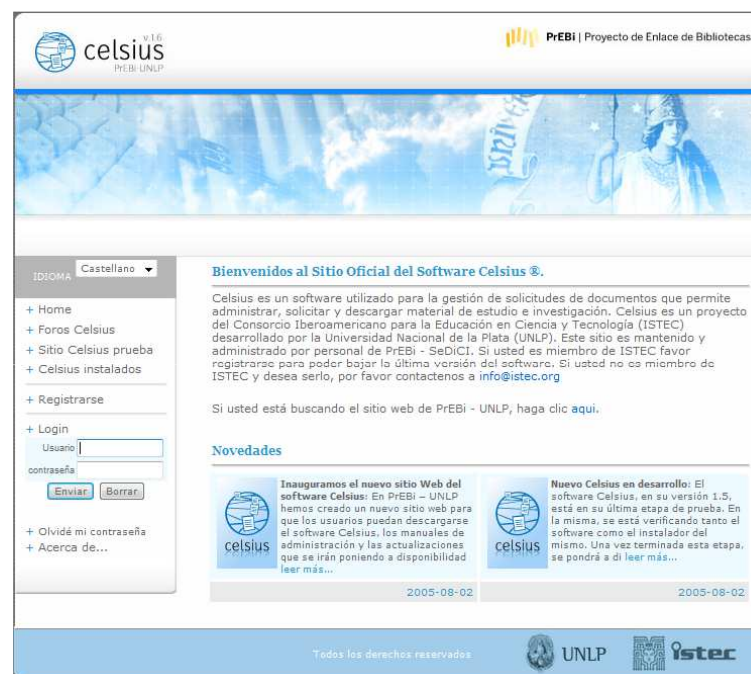 v.1.6
celsius
PrEBi-UNLP
PrEBi | Proyecto de Enlace de Bibliotecas
IDIOMA Castellano
+ Home
+ Foros Celsius
+ Sitio Celsius prueba
+ Celsius instalados
+ Registrarse
+ Login
Usuario
contraseña
Enviar Borrar
+ Olvidé mi contraseña
+ Acerca de...
Bienvenidos al Sitio Oficial del Software Celsius ®.
Celsius es un software utilizado para la gestión de solicitudes de documentos que permite
administrar, solicitar y descargar material de estudio e investigación. Celsius es un proyecto
del Consorcio Iberoamericano para la Educación en Ciencia y Tecnología (ISTEC)
desarrollado por la Universidad Nacional de la Plata (UNLP). Este sitio es mantenido y
administrado por personal de PrEBi - SeDiCI. Si usted es miembro de ISTEC favor
registrarse para poder bajar la última versión del software. Si usted no es miembro de
ISTEC y desea serlo, por favor contactenos a info@istec.org
Si usted está buscando el sitio web de PrEBi - UNLP, haga clic aqui.
Novedades
celsius
Inauguramos el nuevo sitio Web del
software Celsius: En PrEBi – UNLP
hemos creado un nuevo sitio web para
que los usuarios puedan descargarse
el software Celsius, los manuales de
administración y las actualizaciones
que se irán poniendo a disponibilidad
leer más...
2005-08-02
celsius
Nuevo Celsius en desarrollo: El
software Celsius, en su versión 1.5,
está en su última etapa de prueba. En
la misma, se está verificando tanto el
software como el instalador del
mismo. Una vez terminada esta etapa,
se pondrá a di leer más...
2005-08-02
Todos los derechos reservados
UNLP
istec